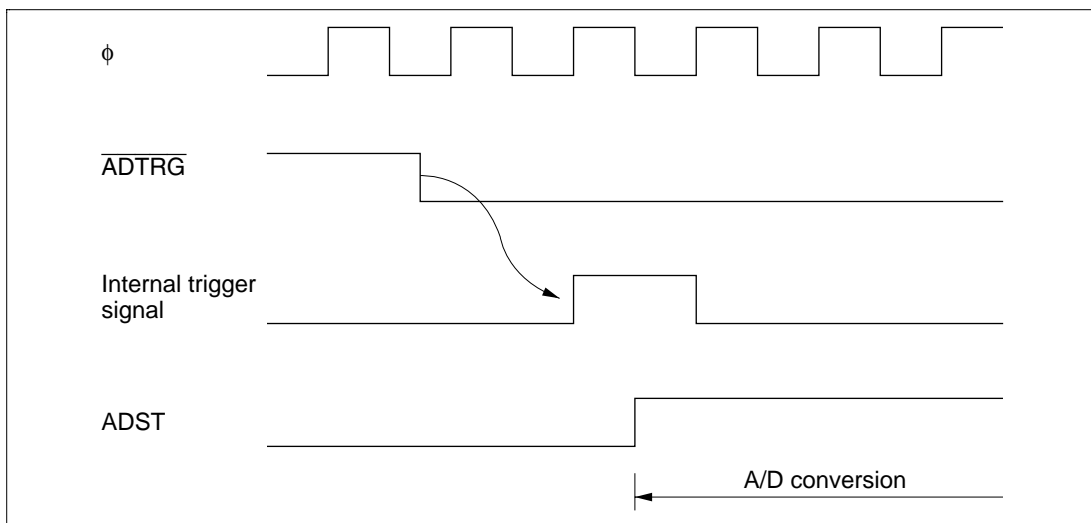 ϕ
ADTRG
Internal trigger
signal
ADST
A/D conversion